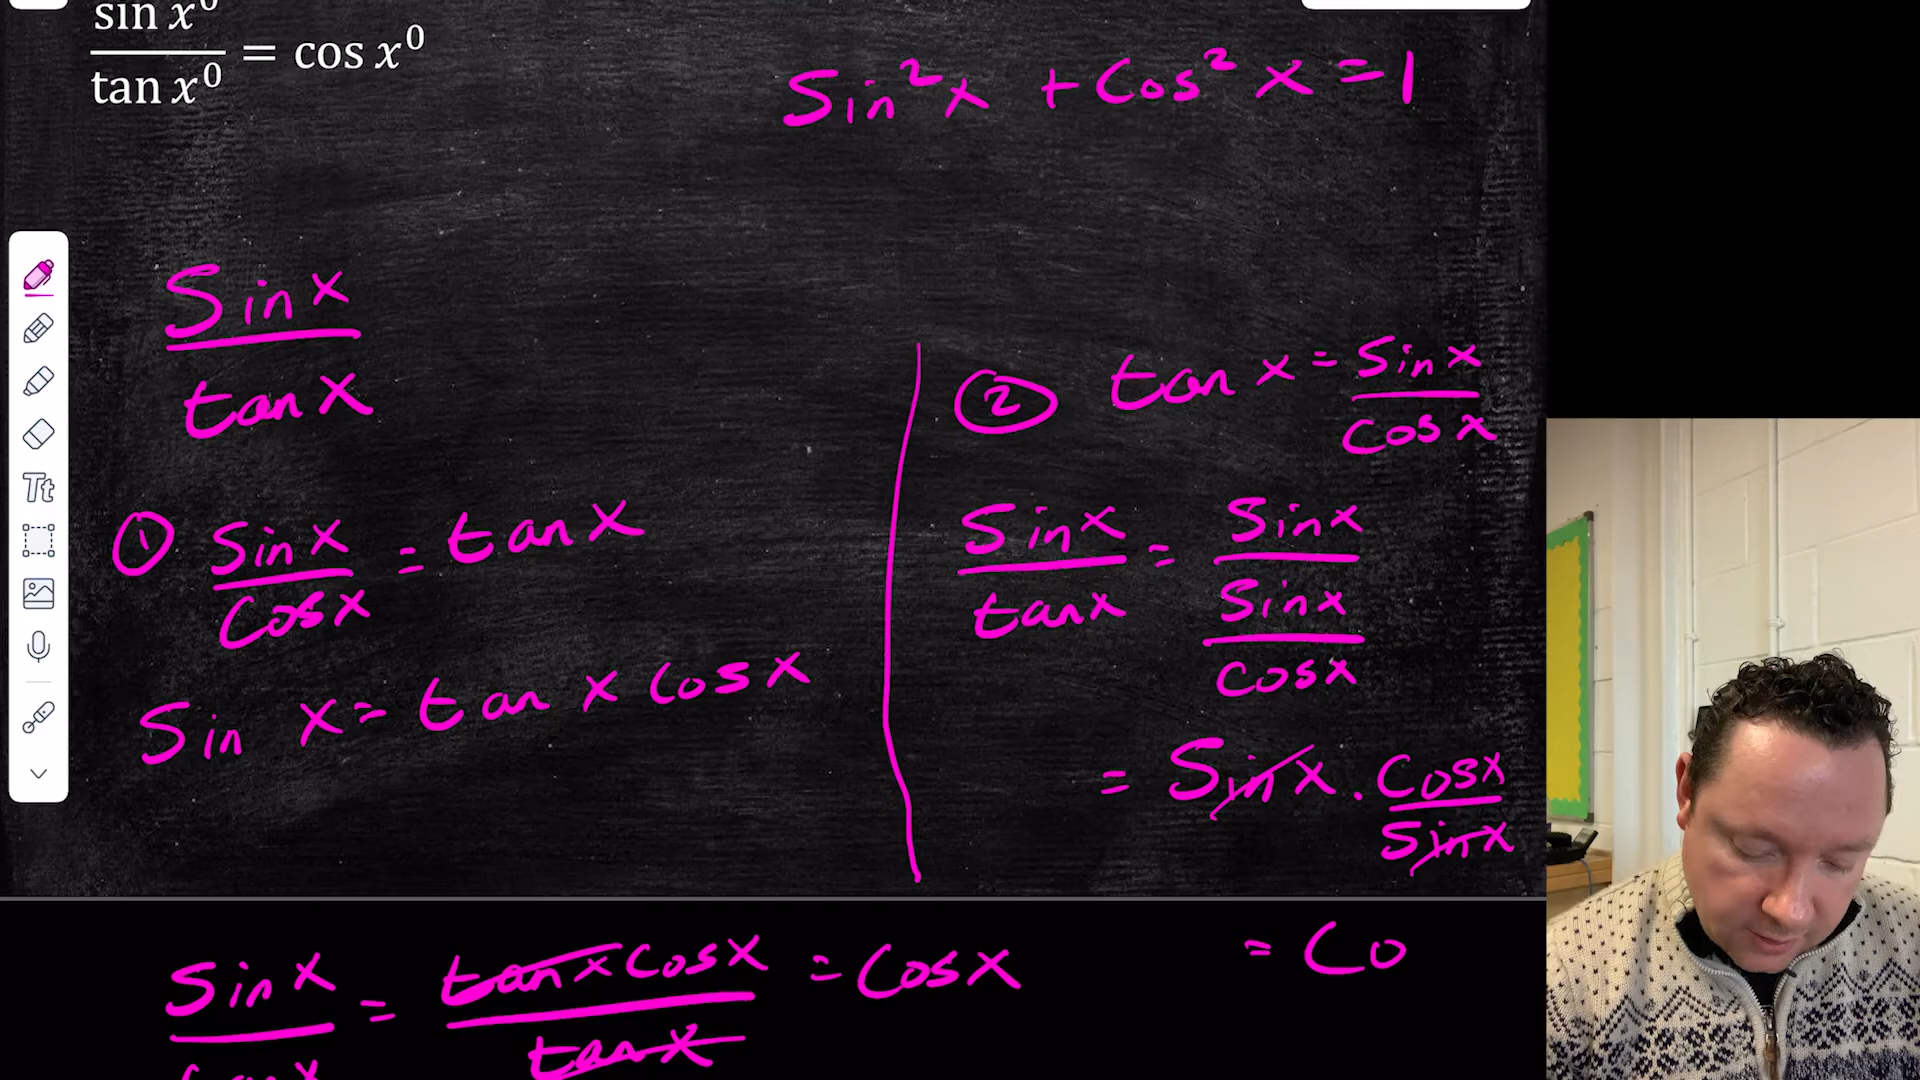 sin x⁰
tan x⁰
= cos x⁰
Sin²x + Cos²x = 1
Sin x
tan x
① Sin x
Cos x
= tan x
Sin x = tan x Cos x
Sin x
tan x
=
tan x Cos x
tan x
= Cos x
② tan x = Sin x
Cos x
Sin x
tan x
=
Sin x
Sin x
Cos x
= Sin x . Cos x
Sin x
= Co
Tt